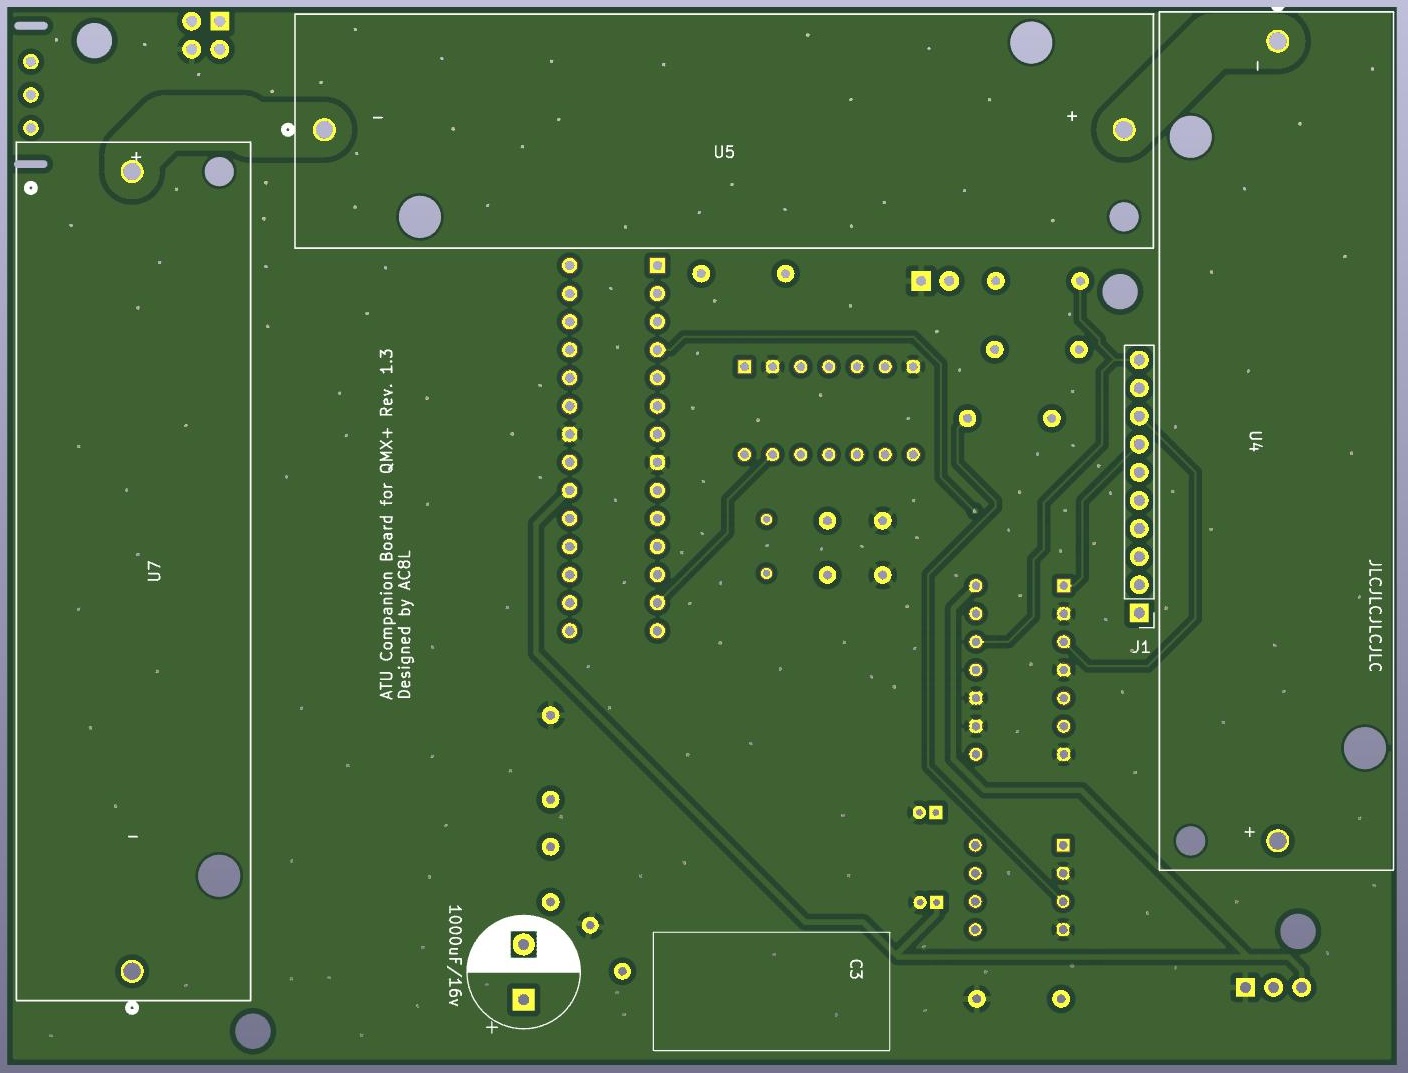 +
−
+
−
U5
U4
ATU Companion Board for QMX+ Rev. 1.3
Designed by AC8L
U7
JLCJLCJLCJLC
J1
−
+
1000uF/16v
+
C3